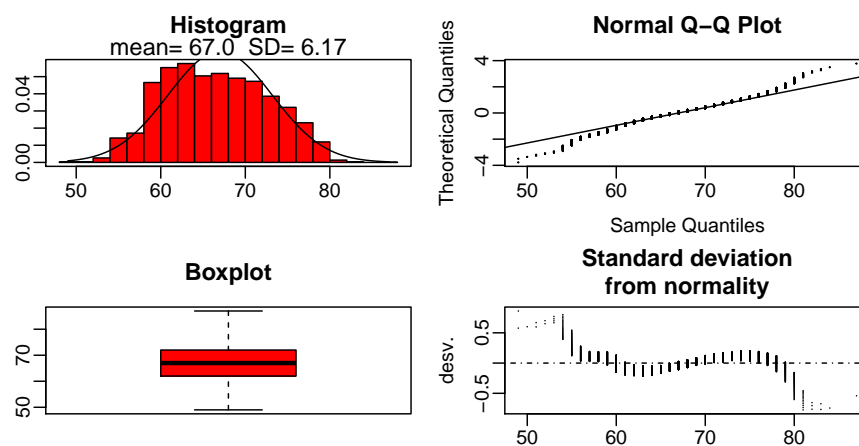 Histogram
mean= 67.0 SD= 6.17
0.04
0.00
50 60 70 80
Normal Q−Q Plot
Theoretical Quantiles
4
0
−4
50 60 70 80
Sample Quantiles
Boxplot
70
50
Standard deviation
from normality
desv.
0.5
−0.5
50 60 70 80